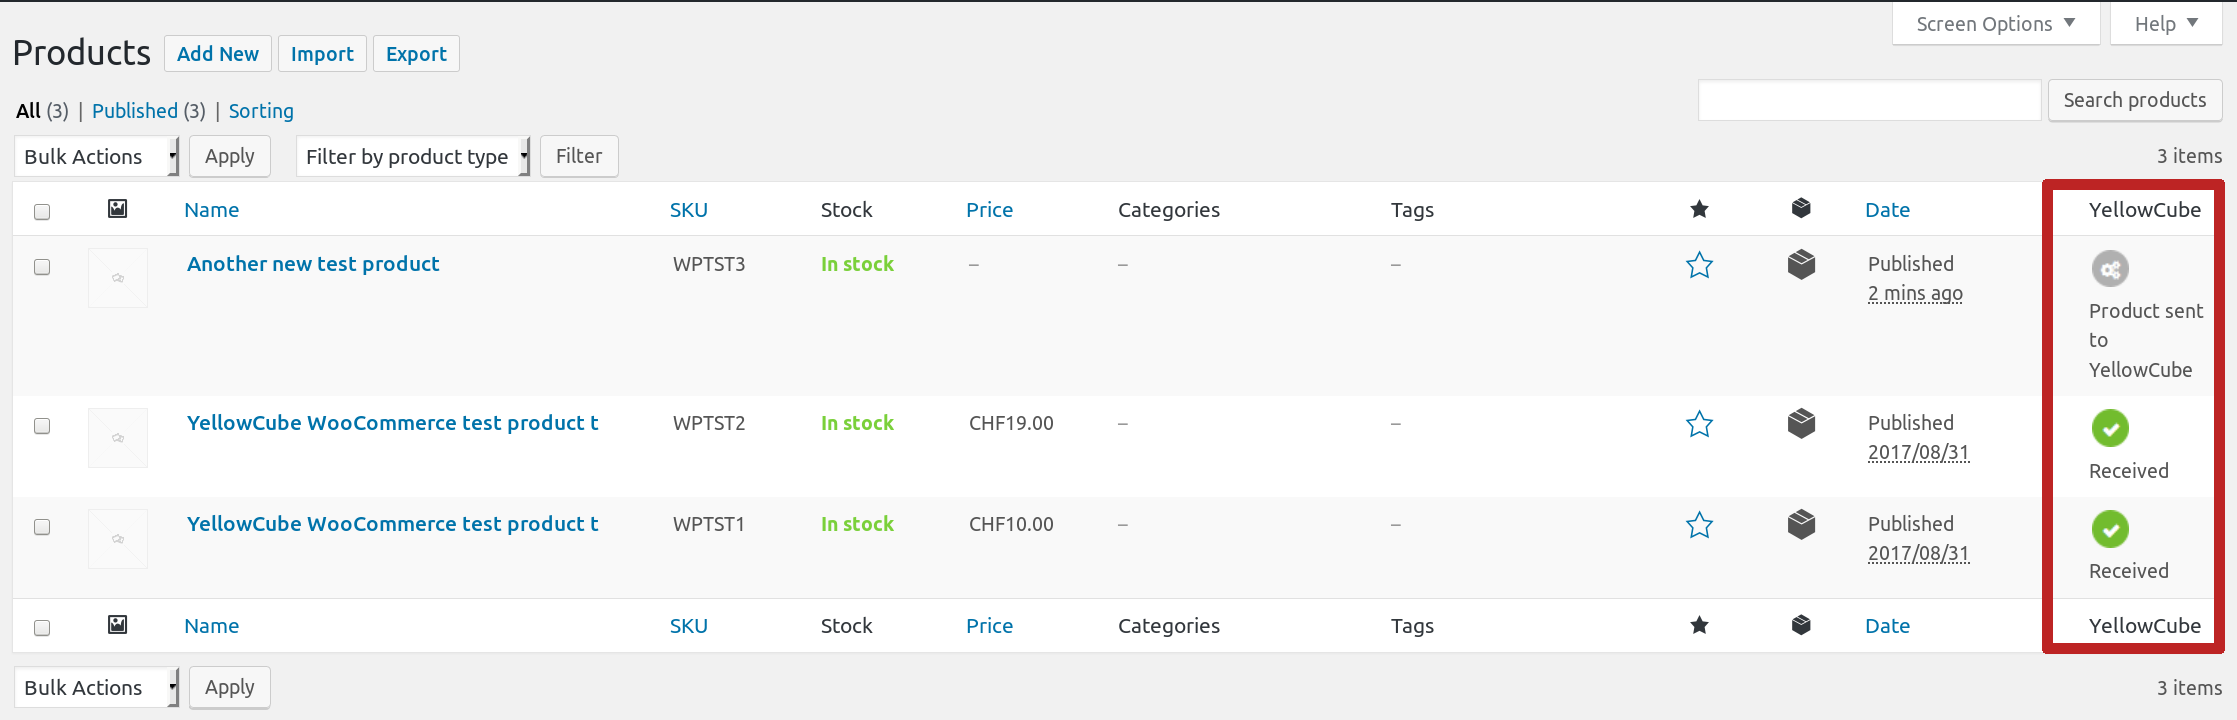 Screen Options Help
Products Add New Import Export
All (3) | Published (3) | Sorting
Search products
Bulk Actions Apply Filter by product type Filter 3 items
Name SKU Stock Price Categories Tags Date YellowCube
Another new test product WPTST3 In stock – – – Published
2 mins ago
Product sent
to
YellowCube
YellowCube WooCommerce test product t WPTST2 In stock CHF19.00 – – Published
2017/08/31
Received
YellowCube WooCommerce test product t WPTST1 In stock CHF10.00 – – Published
2017/08/31
Received
Name SKU Stock Price Categories Tags Date YellowCube
Bulk Actions Apply 3 items